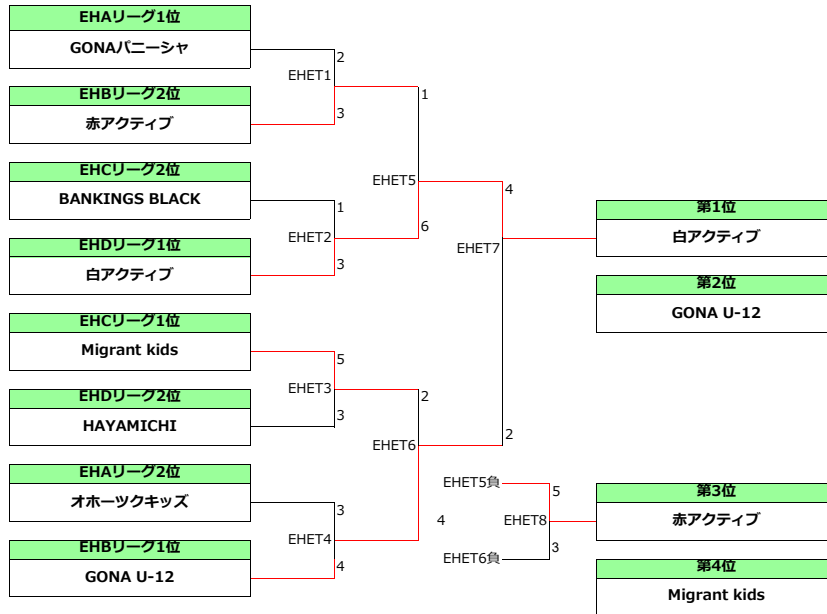 EHAリーグ1位
GONAパニーシャ
2
EHET1
EHBリーグ2位
3
赤アクティブ
1
EHCリーグ2位
BANKINGS BLACK
1
EHET5
4
EHET2
6
EHDリーグ1位
3
白アクティブ
EHET7
第1位
白アクティブ
第2位
GONA U-12
EHCリーグ1位
Migrant kids
5
EHET3
2
EHDリーグ2位
3
HAYAMICHI
EHET6
2
EHAリーグ2位
オホーツクキッズ
3
EHET4
4
EHBリーグ1位
4
GONA U-12
EHET5負
5
EHET8
EHET6負
3
第3位
赤アクティブ
第4位
Migrant kids